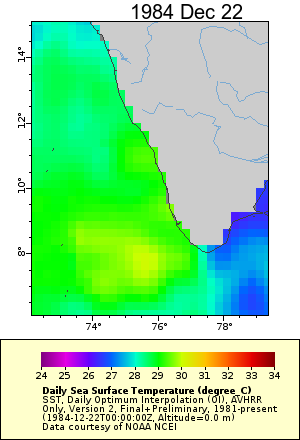 1984 Dec 22
14°
12°
10°
8°
74°
76°
78°
24 25 26 27 28 29 30 31 32 33 34
Daily Sea Surface Temperature (degree_C)
SST, Daily Optimum Interpolation (OI), AVHRR
Only, Version 2, Final+Preliminary, 1981-present
(1984-12-22T00:00:00Z, Altitude=0.0 m)
Data courtesy of NOAA NCEI